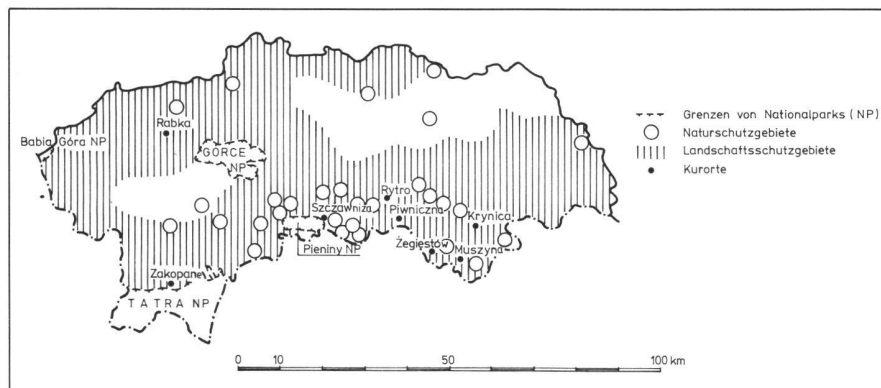 Rabka
Babia Góra NP
GORCE
NP
Rytro
Szczawniza
Piwniczna
Krynica
Żegiestów
Muszyna
Pieniny NP
Zakopane
TATRA NP
Grenzen von Nationalparks (NP)
Naturschutzgebiete
Landschaftsschutzgebiete
Kurorte
0 10 50 100 km